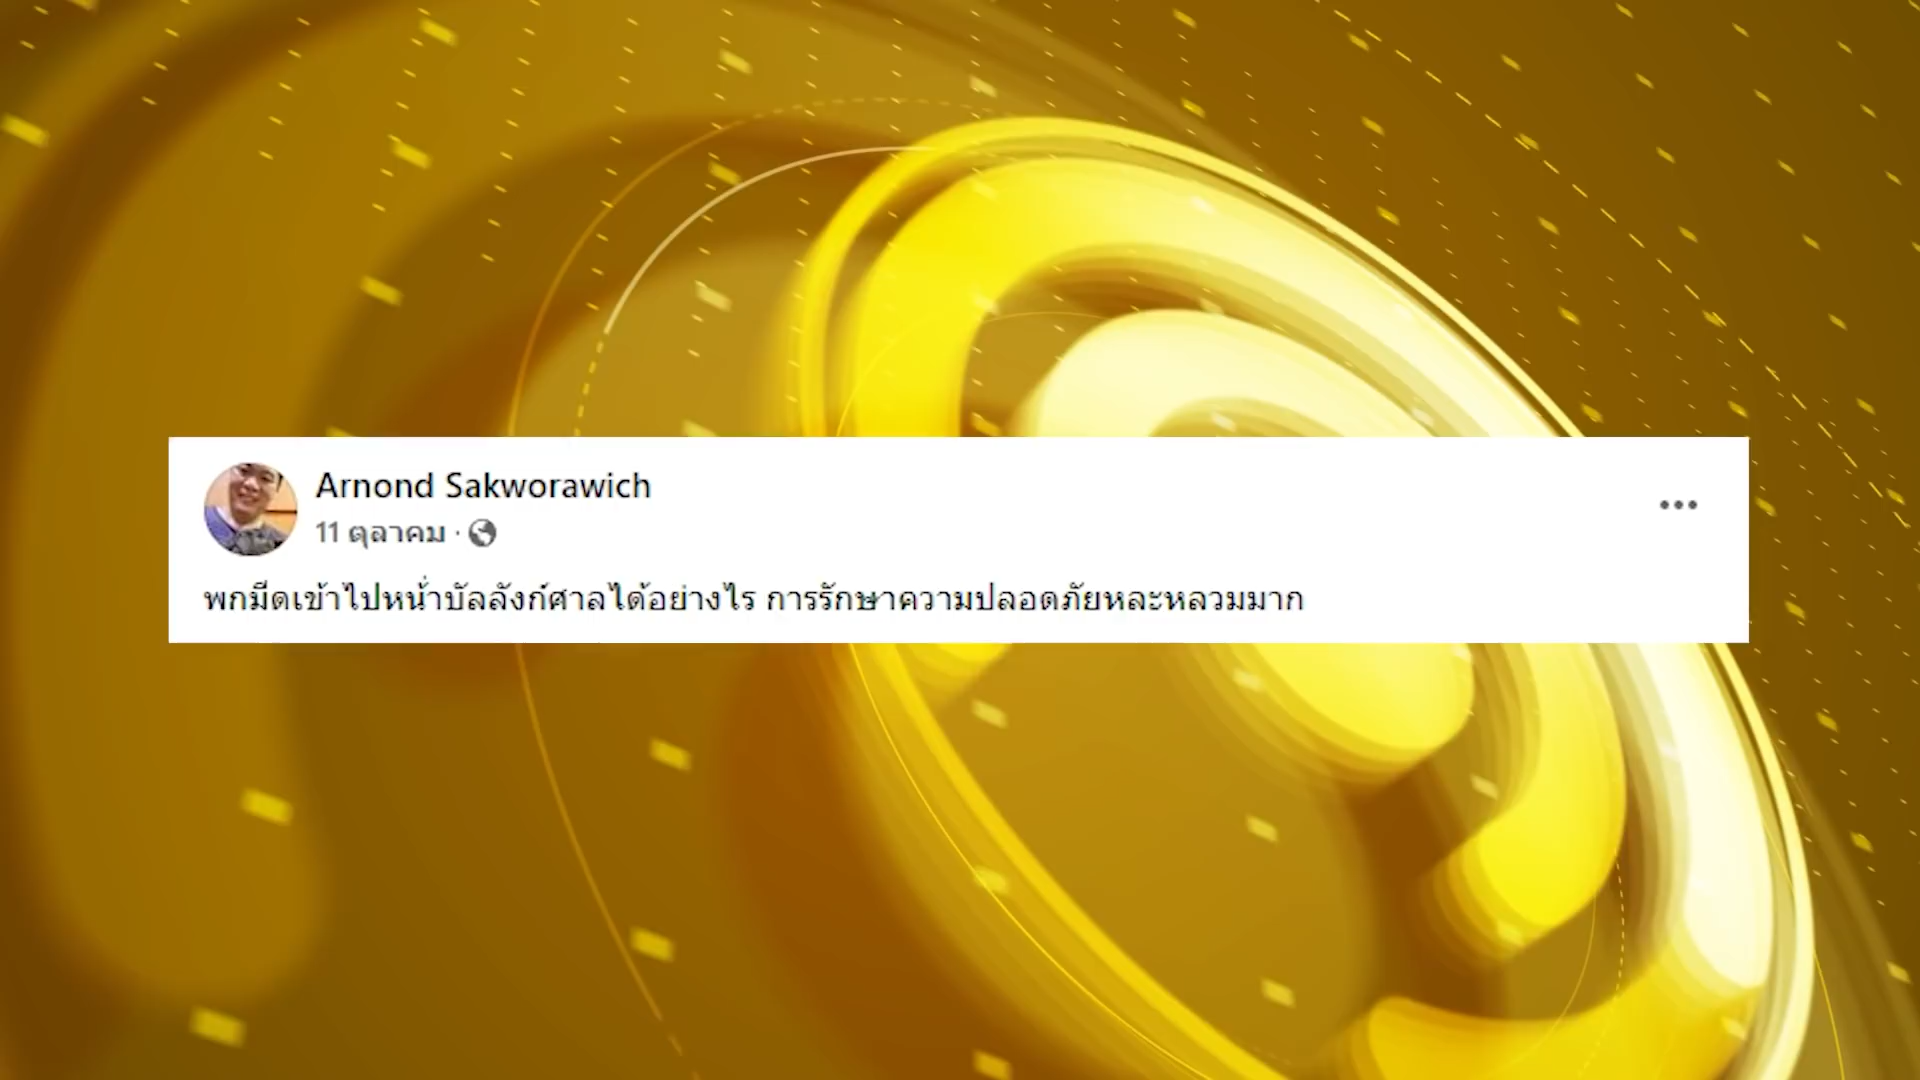 Arnond Sakworawich
11 ตุลาคม ·
พกมีดเข้าไปหน้าบัลลังก์ศาลได้อย่างไร การรักษาความปลอดภัยหละหลวมมาก